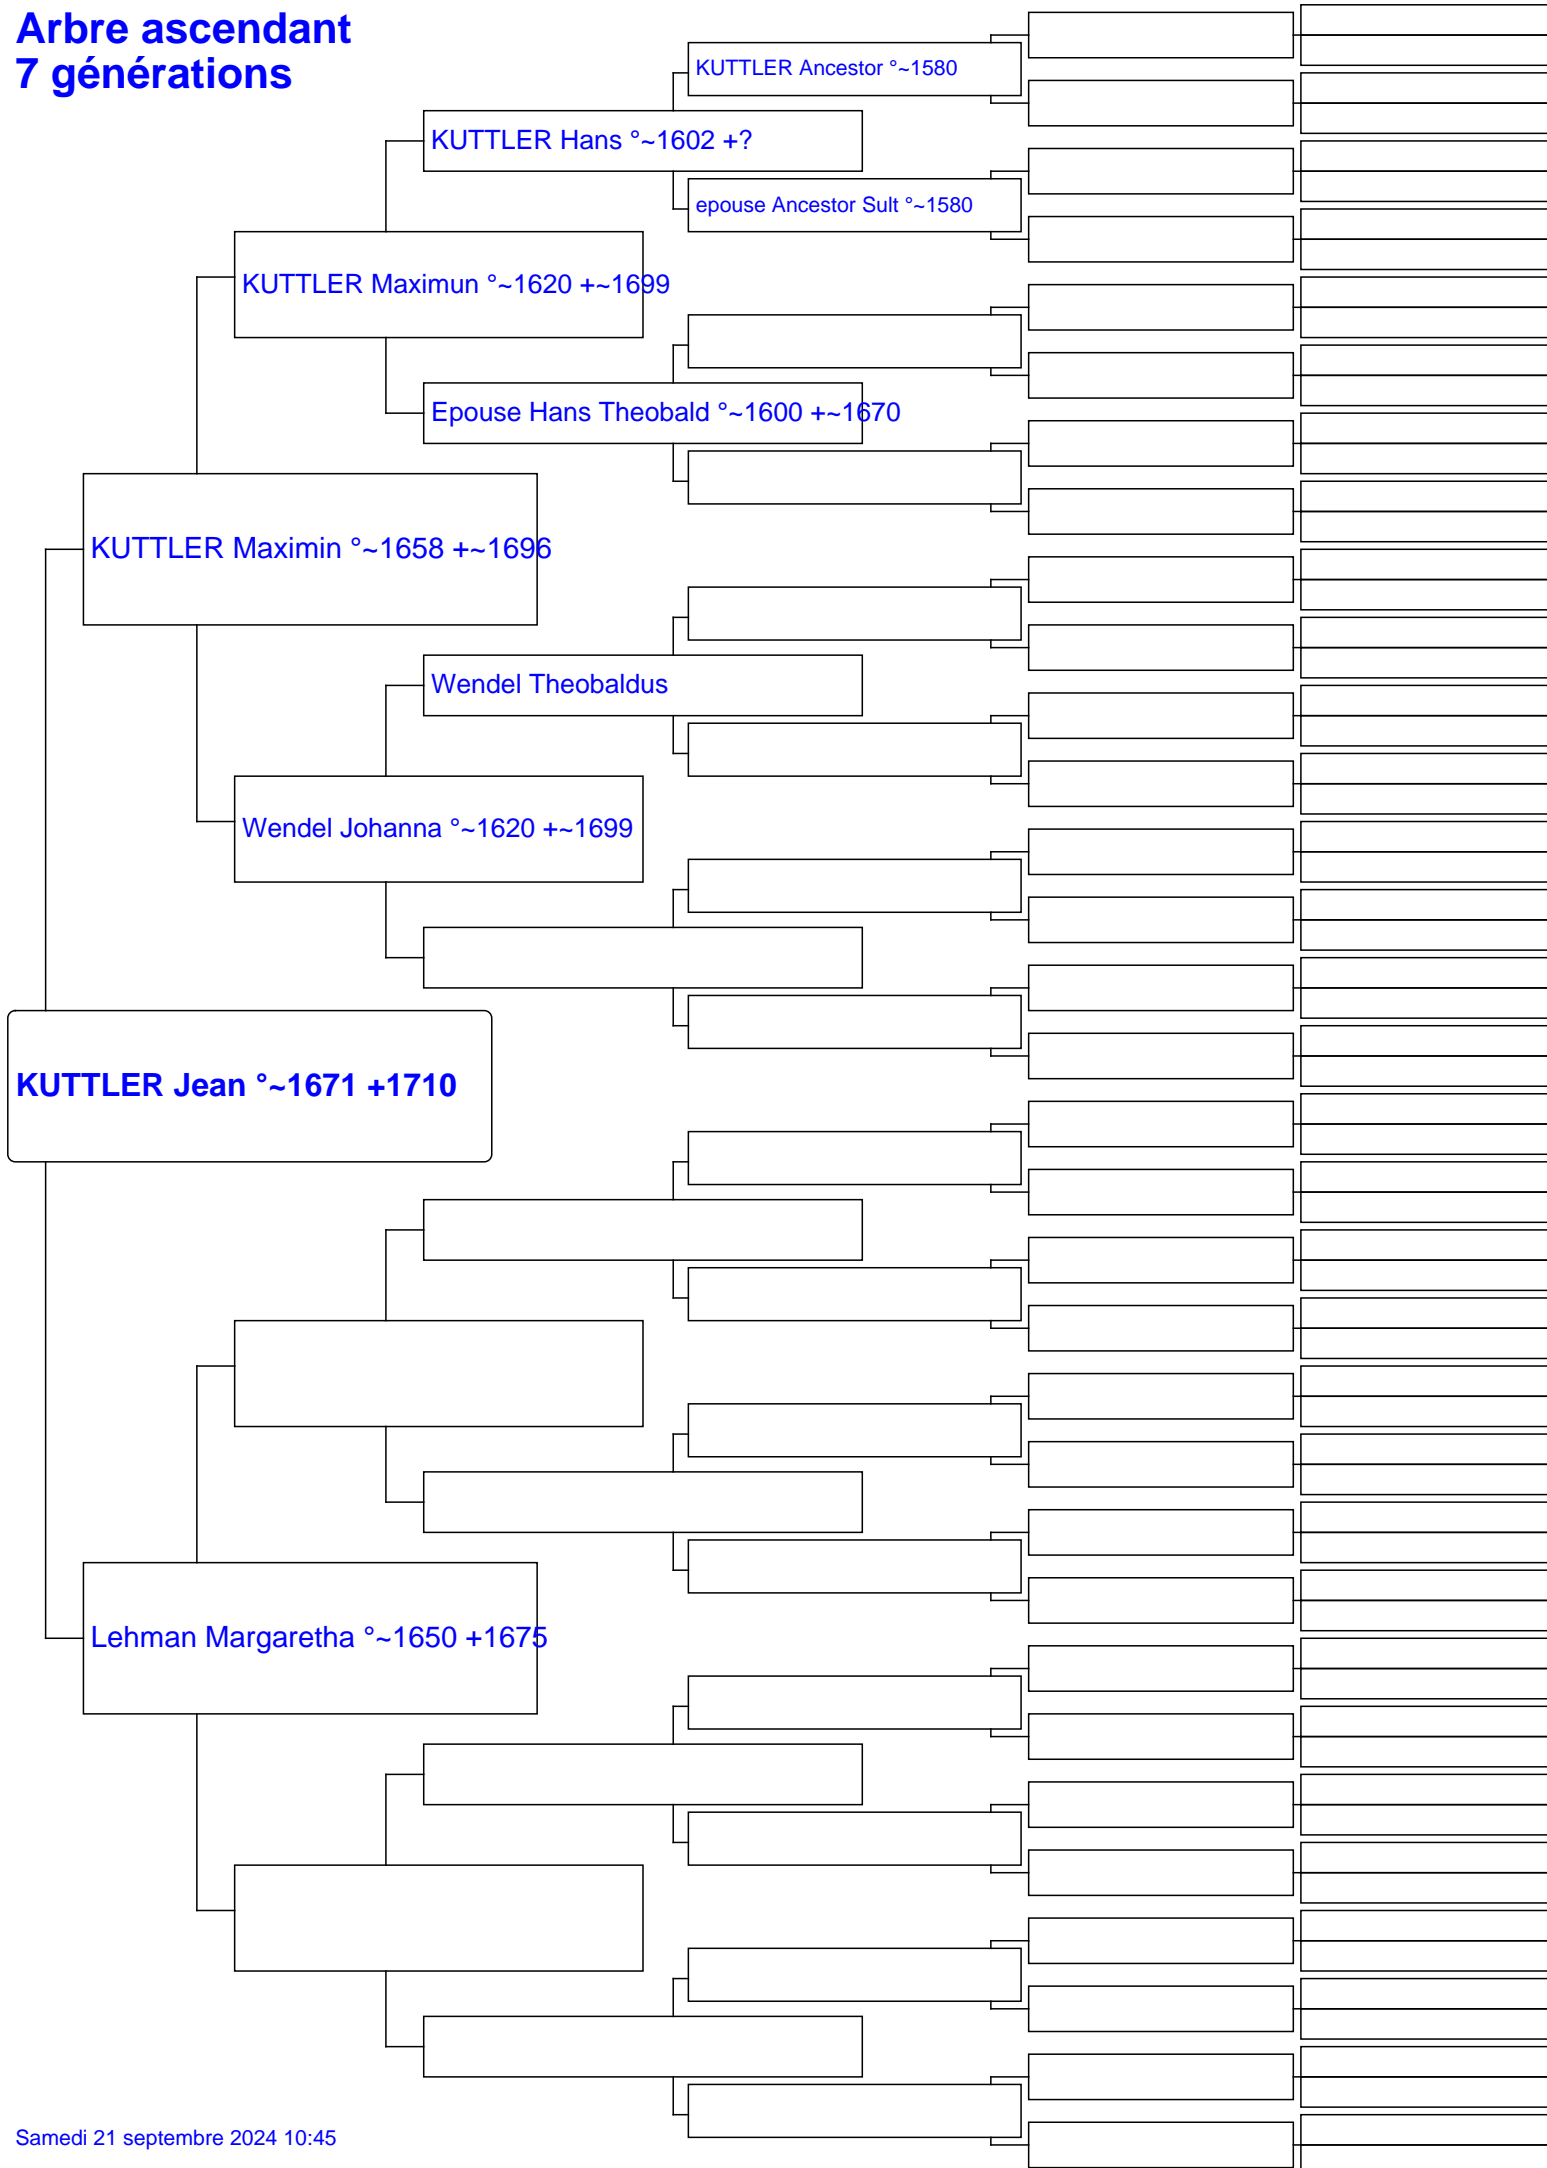 Arbre ascendant
7 générations
KUTTLER Ancestor °~1580
KUTTLER Hans °~1602 +?
epouse Ancestor Sult °~1580
KUTTLER Maximun °~1620 +~1699
Epouse Hans Theobald °~1600 +~1670
KUTTLER Maximin °~1658 +~1696
Wendel Theobaldus
Wendel Johanna °~1620 +~1699
KUTTLER Jean °~1671 +1710
Lehman Margaretha °~1650 +1675
Samedi 21 septembre 2024 10:45